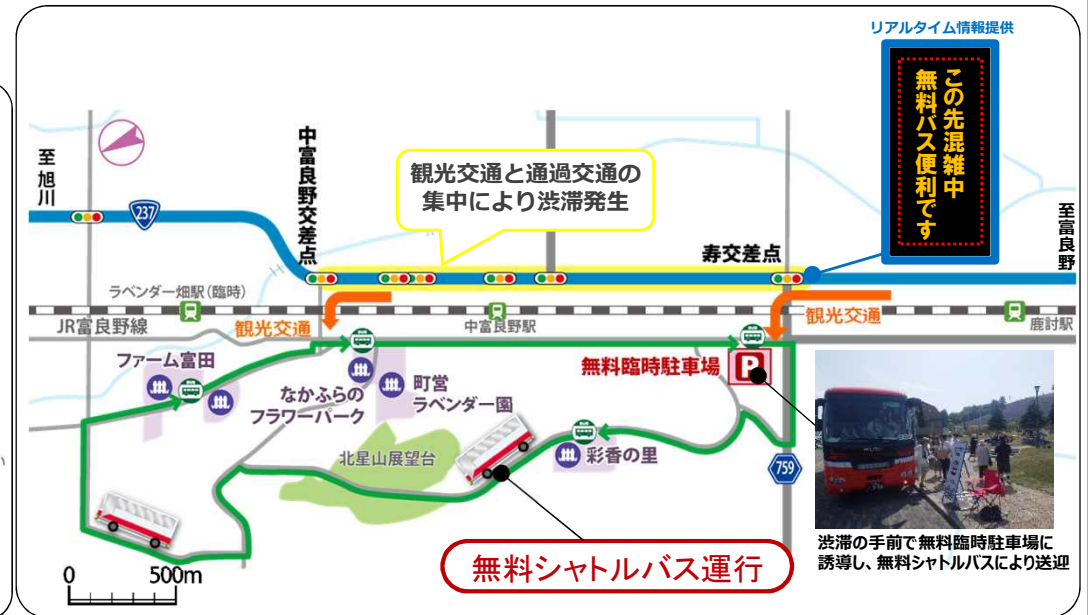 リアルタイム情報提供
この先混雑中
無料バス便利です
至旭川
237
中富良野交差点
観光交通と通過交通の
集中により渋滞発生
寿交差点
至富良野
ラベンダー畑駅(臨時)
JR富良野線
観光交通
中富良野駅
観光交通
鹿討駅
ファーム富田
なかふらの
フラワーパーク
町営
ラベンダー園
無料臨時駐車場
P
北星山展望台
彩香の里
759
渋滞の手前で無料臨時駐車場に
誘導し、無料シャトルバスにより送迎
無料シャトルバス運行
0 500m